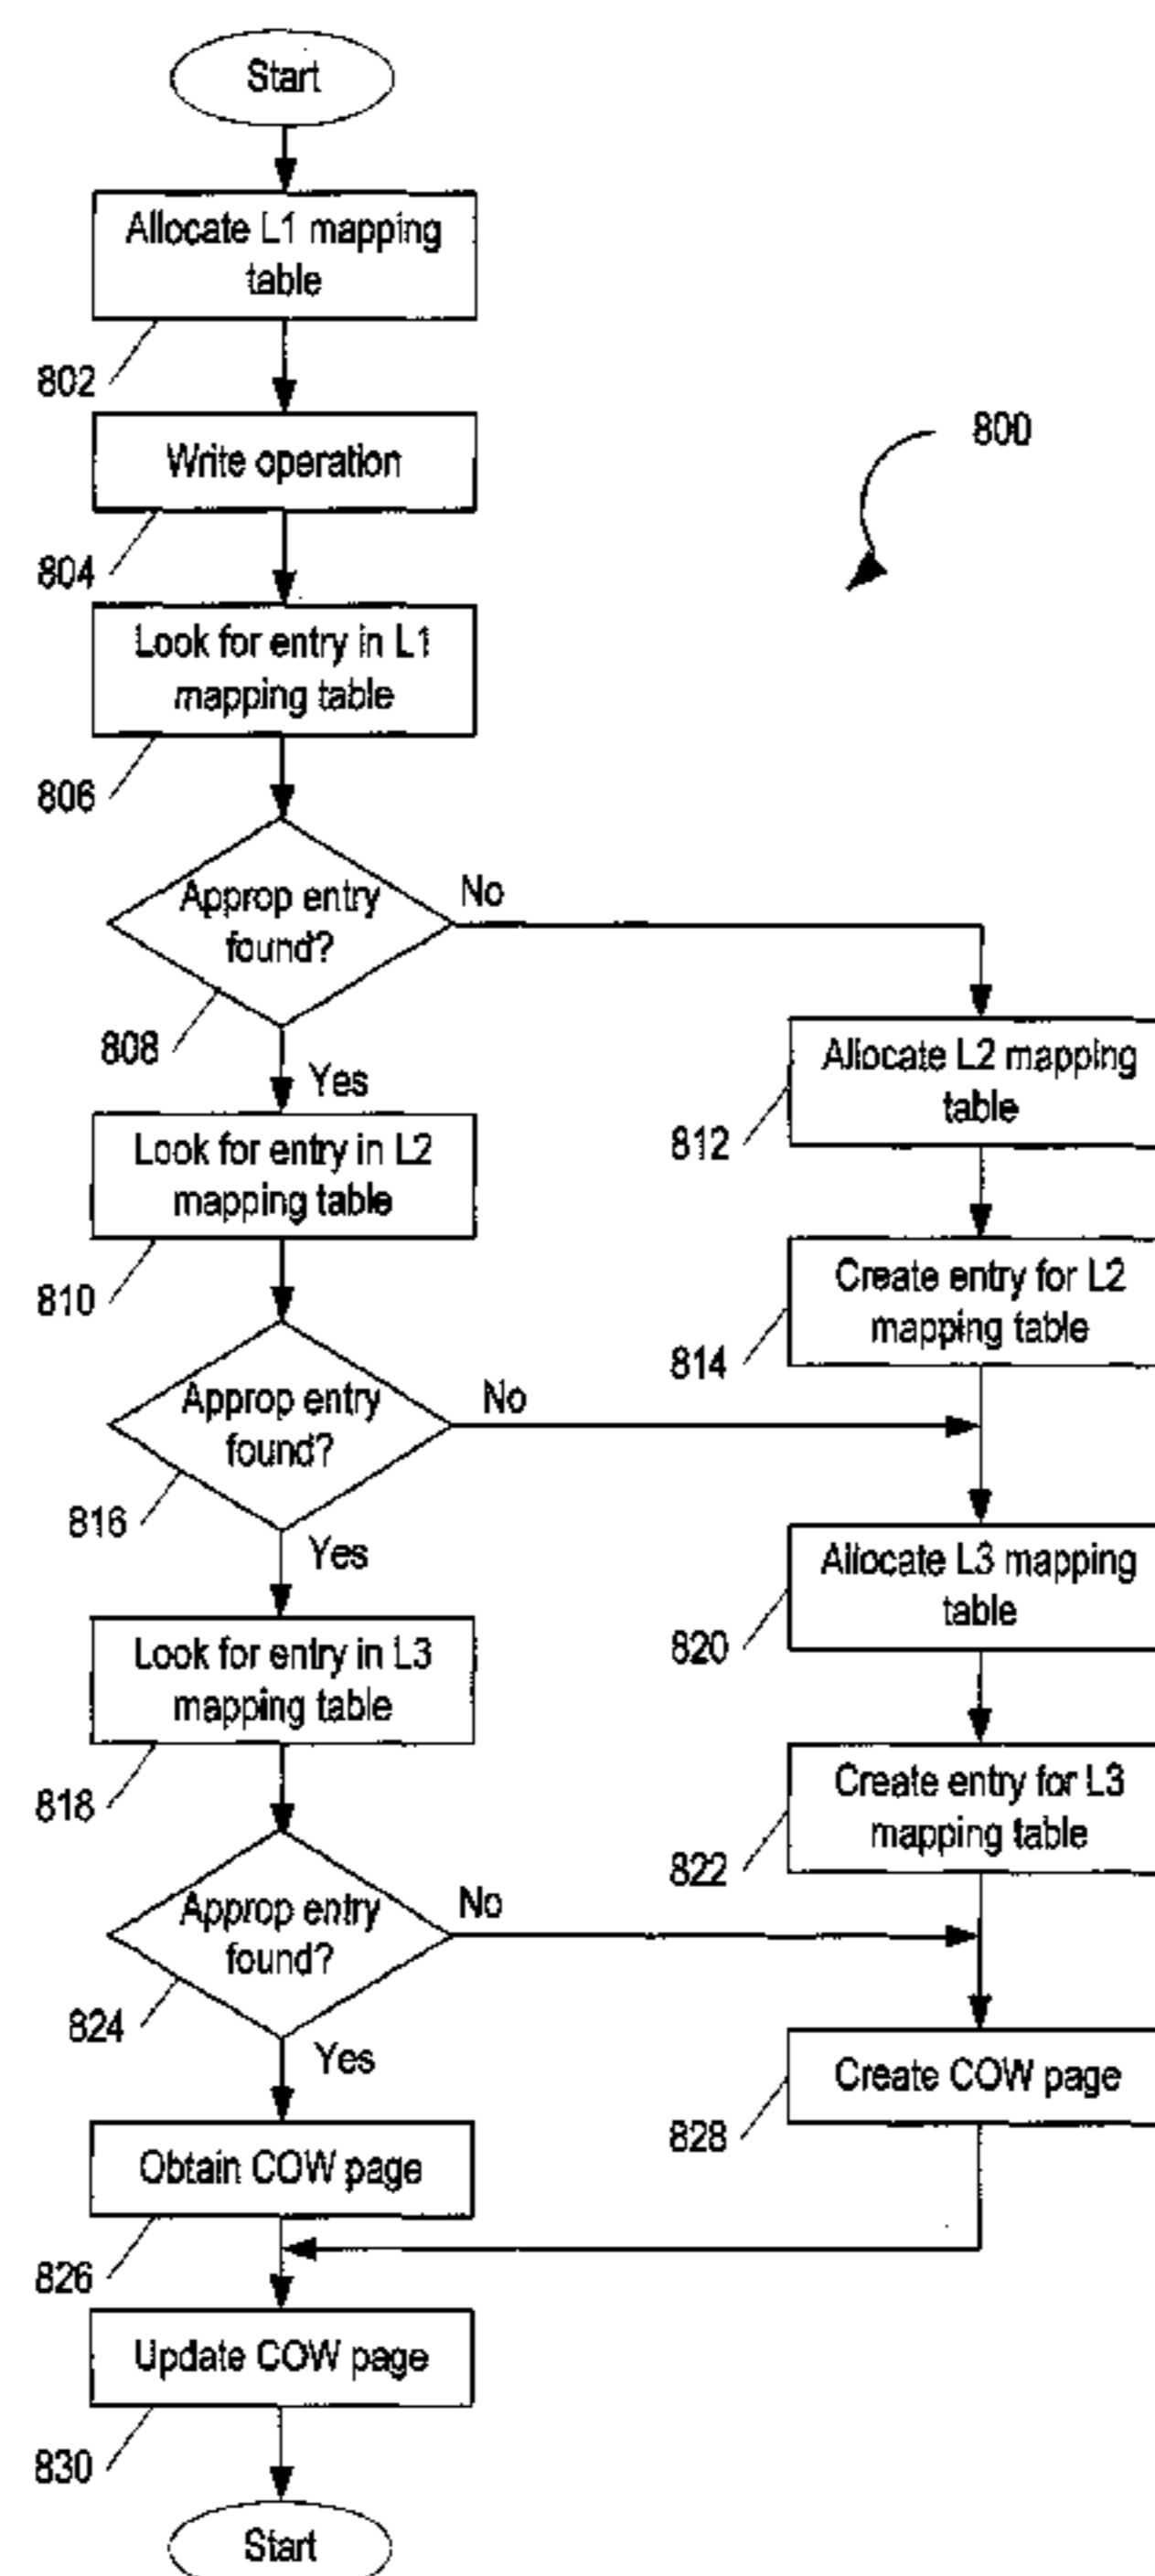 Start
Allocate L1 mapping
table
802
Write operation
800
804
Look for entry in L1
mapping table
806
Approp entry
found?
No
808
Yes
Allocate L2 mapping
table
812
Look for entry in L2
mapping table
810
Create entry for L2
mapping table
814
Approp entry
found?
No
816
Yes
Allocate L3 mapping
table
820
Look for entry in L3
mapping table
818
Create entry for L3
mapping table
822
Approp entry
found?
No
824
Yes
Create COW page
828
Obtain COW page
826
Update COW page
830
Start